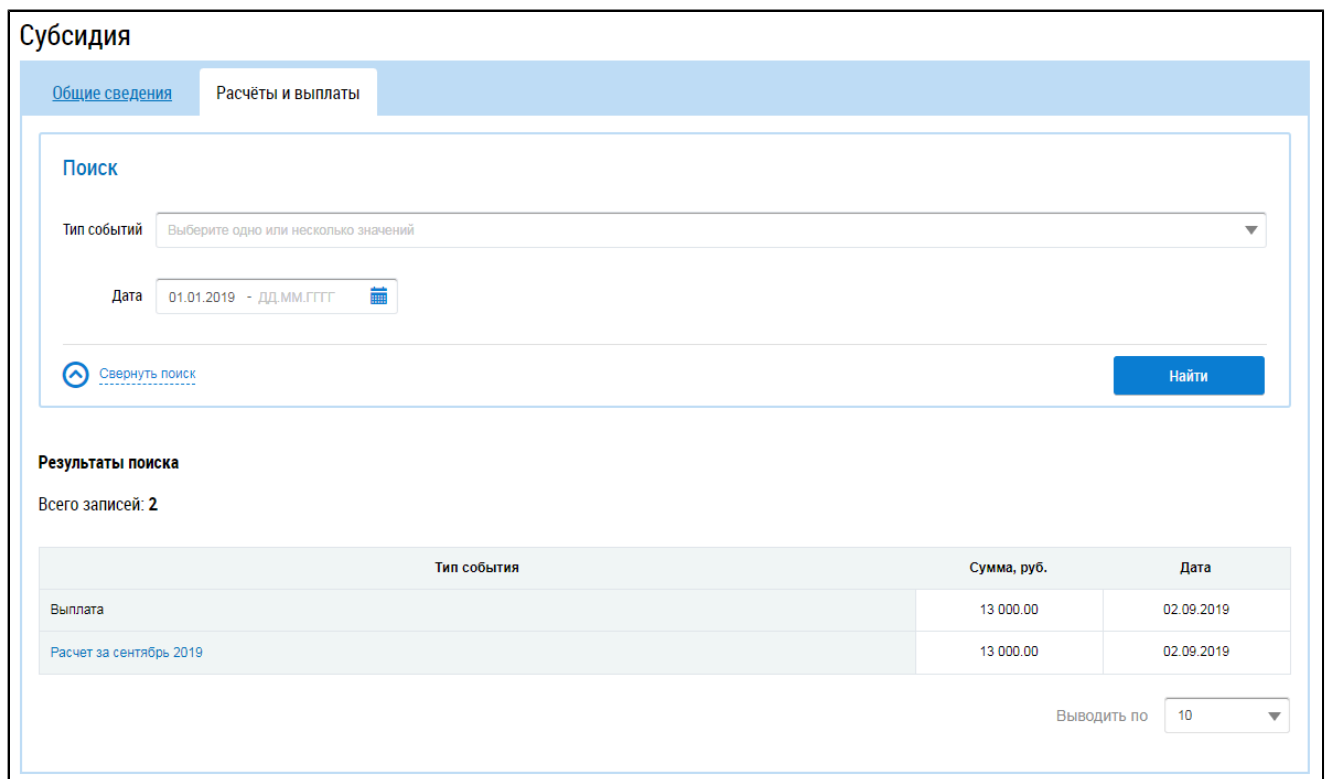 Субсидия
Общие сведения Расчёты и выплаты
Поиск
Тип событий Выберите одно или несколько значений
Дата 01.01.2019 - ДД.ММ.ГГГГ
Свернуть поиск Найти
Результаты поиска
Всего записей: 2
Тип события Сумма, руб. Дата
Выплата 13 000.00 02.09.2019
Расчет за сентябрь 2019 13 000.00 02.09.2019
Выводить по 10